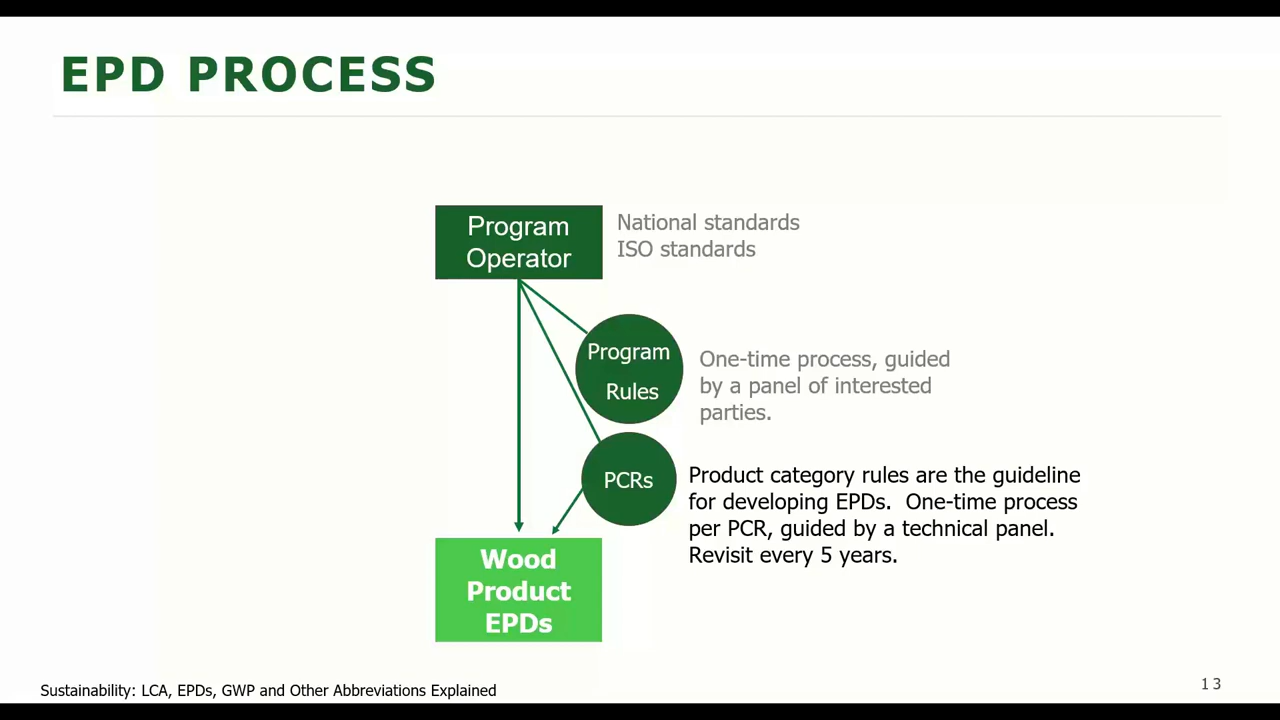 EPD PROCESS
Program
Operator
National standards
ISO standards
Program
Rules
One-time process, guided
by a panel of interested
parties.
PCRs
Product category rules are the guideline
for developing EPDs.  One-time process
per PCR, guided by a technical panel.
Revisit every 5 years.
Wood
Product
EPDs
Sustainability: LCA, EPDs, GWP and Other Abbreviations Explained
13